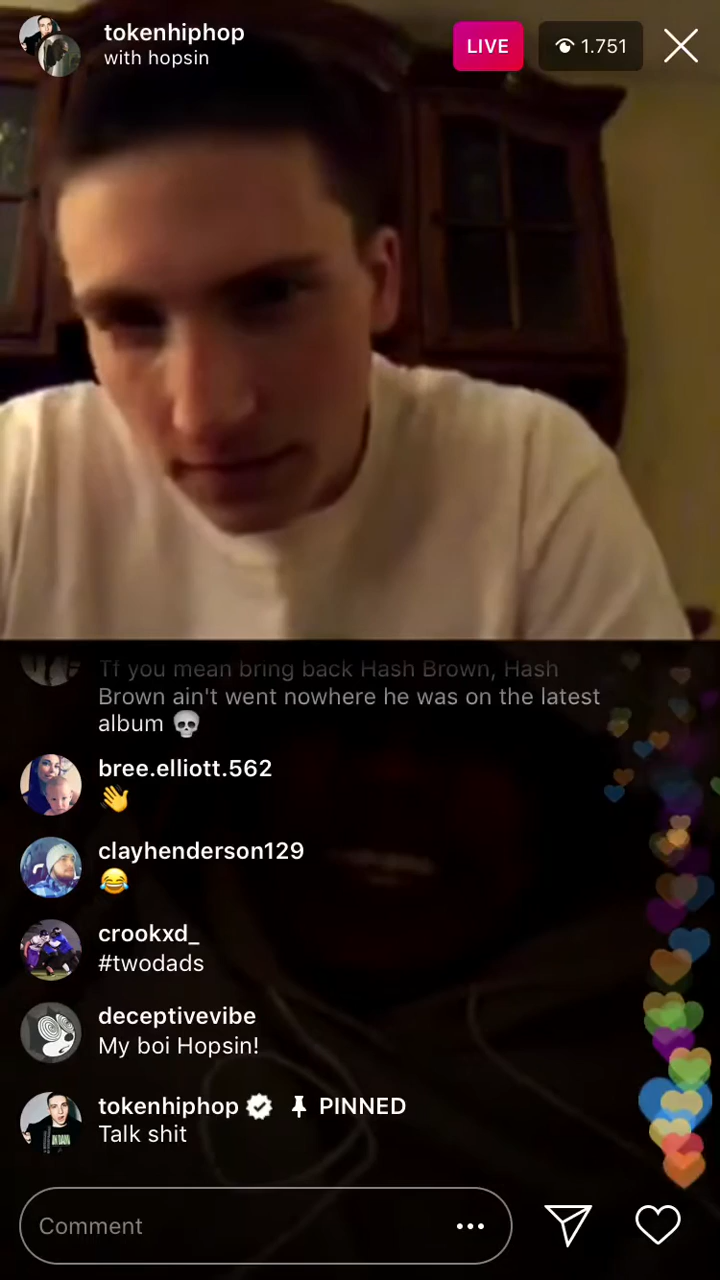 tokenhiphop
with hopsin
LIVE
1.751
Tf you mean bring back Hash Brown, Hash
Brown ain't went nowhere he was on the latest
album 💀
bree.elliott.562
👋
clayhenderson129
😂
crookxd_
#twodads
deceptivevibe
My boi Hopsin!
tokenhiphop PINNED
Talk shit
Comment